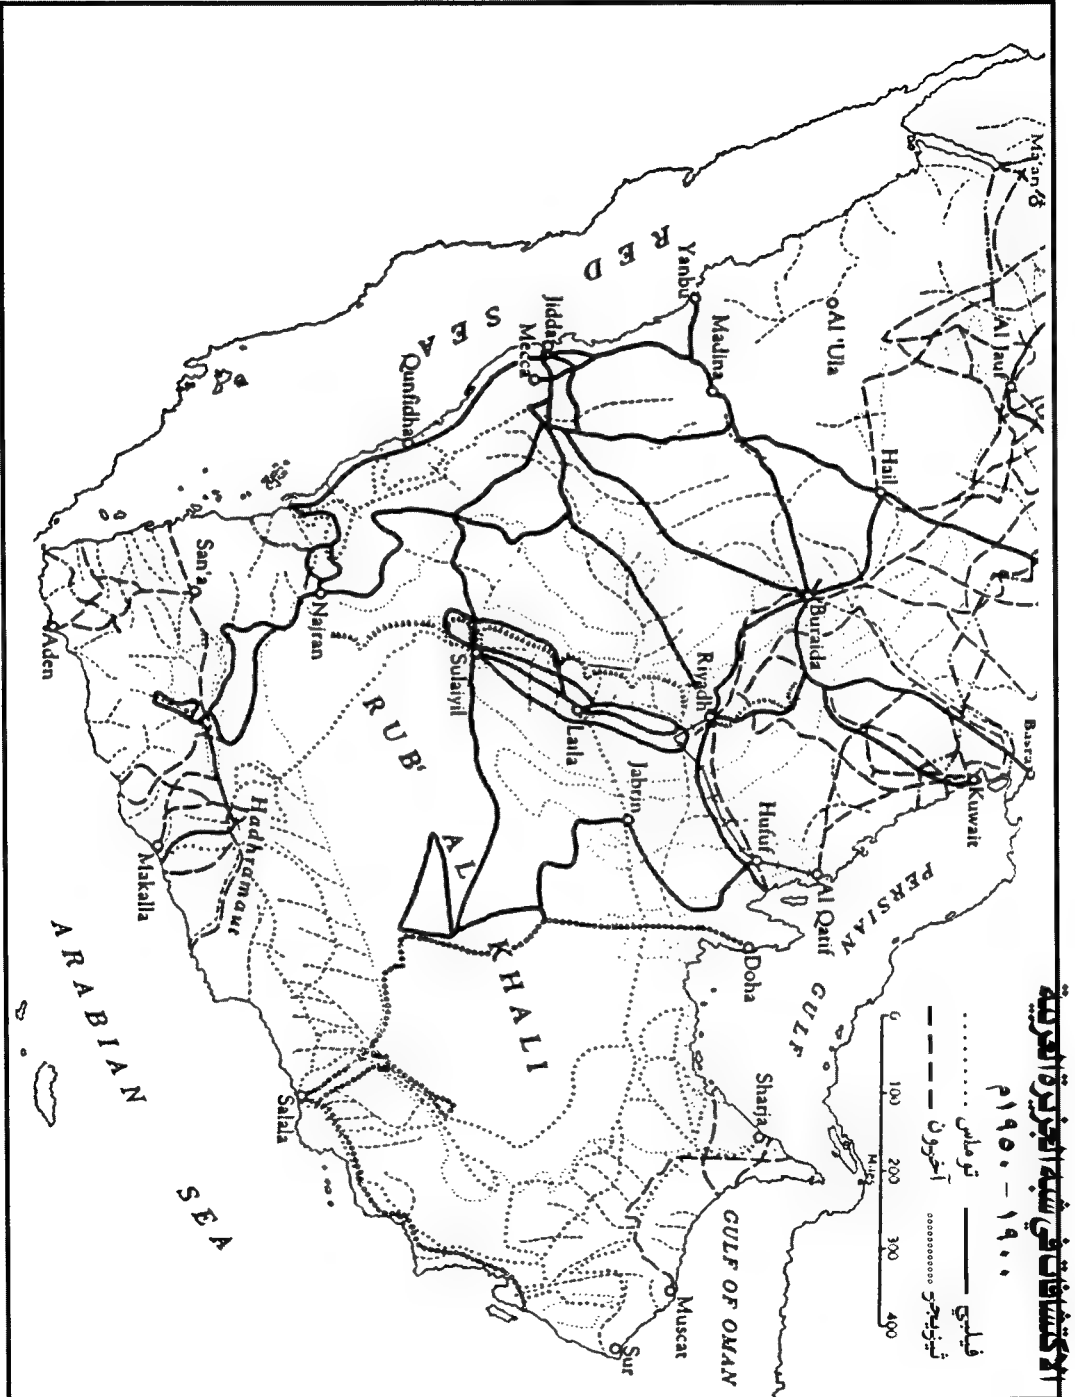 الاكتشافات في شبه الجزيرة العربية
١٩٠٠ - ١٩٥٠م
فيلبي
توماس
ثيزيجر
آخرون
0 100 200 300 400
Miles
Ma'an
Al Jauf
Basra
Kuwait
Al 'Ula
Hail
Buraida
PERSIAN GULF
Yanbu
Madina
Riyadh
Hufuf
Al Qatif
Doha
Sharja
GULF OF OMAN
RED SEA
Jidda
Mecca
Laila
Jabrin
Muscat
Sur
Qunfidha
Sulaiyil
RUB' AL KHALI
Najran
San'a
Hadhramaut
Salala
Aden
Makalla
ARABIAN SEA